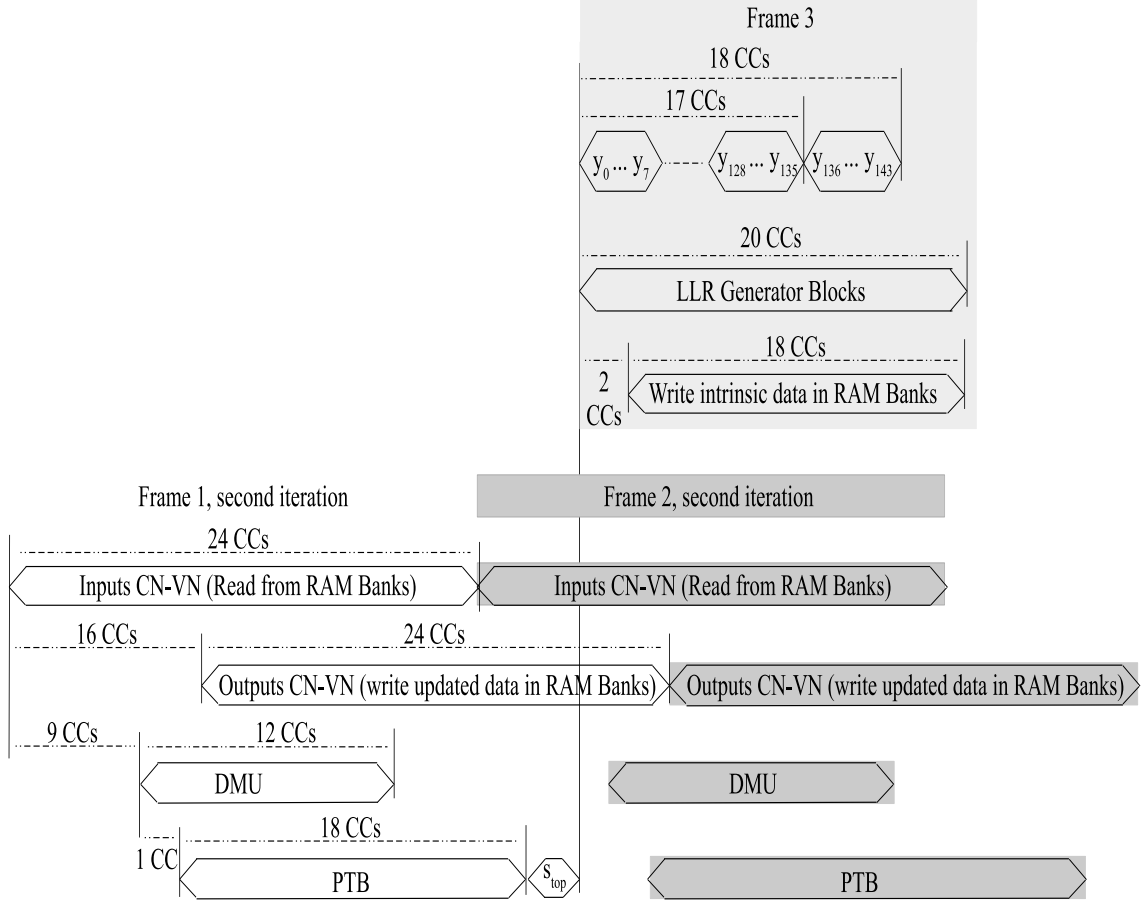 Frame 3
18 CCs
17 CCs
y0 ... y7
y128 ... y135
y136 ... y143
20 CCs
LLR Generator Blocks
18 CCs
2
CCs
Write intrinsic data in RAM Banks
Frame 1, second iteration
Frame 2, second iteration
24 CCs
Inputs CN-VN (Read from RAM Banks)
Inputs CN-VN (Read from RAM Banks)
16 CCs
24 CCs
Outputs CN-VN (write updated data in RAM Banks)
Outputs CN-VN (write updated data in RAM Banks)
9 CCs
12 CCs
DMU
DMU
18 CCs
1 CC
PTB
stop
PTB